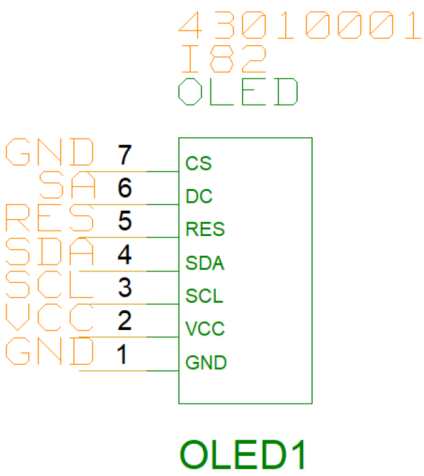 43010001
I82
OLED
GND 7 CS
SA 6 DC
RES 5 RES
SDA 4 SDA
SCL 3 SCL
VCC 2 VCC
GND 1 GND
OLED1